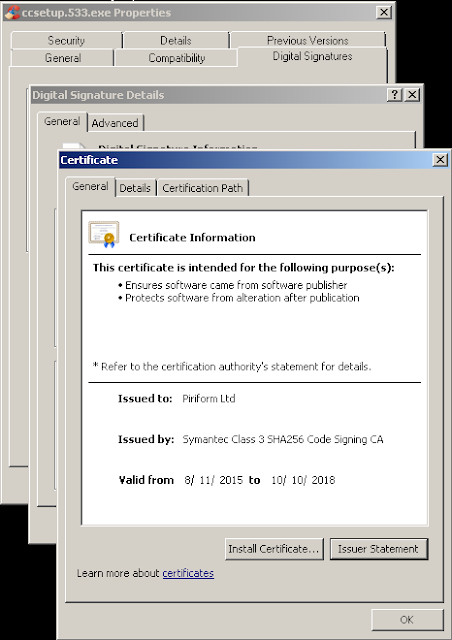 ccsetup.533.exe Properties
Security
Details
Previous Versions
General
Compatibility
Digital Signatures
Digital Signature Details
General
Advanced
Digital Signature Information
Certificate
General
Details
Certification Path
Certificate Information
This certificate is intended for the following purpose(s):
• Ensures software came from software publisher
• Protects software from alteration after publication
* Refer to the certification authority's statement for details.
Issued to: Piriform Ltd
Issued by: Symantec Class 3 SHA256 Code Signing CA
Valid from 8/ 11/ 2015 to 10/ 10/ 2018
Install Certificate...
Issuer Statement
Learn more about certificates
OK